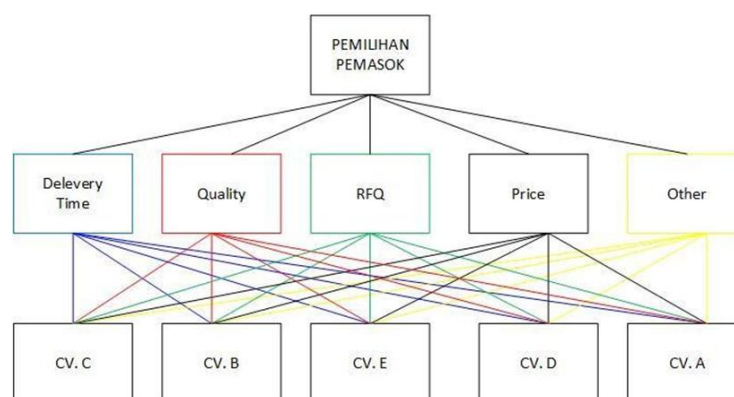 PEMILIHAN
PEMASOK
Delevery
Time
Quality
RFQ
Price
Other
CV. C
CV. B
CV. E
CV. D
CV. A